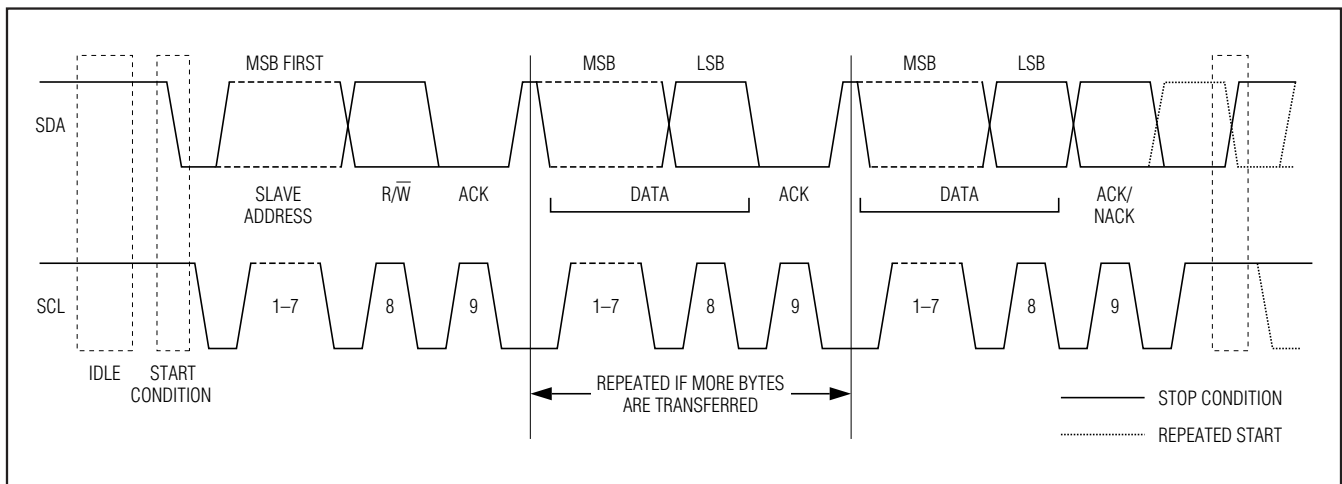 MSB FIRST MSB LSB MSB LSB
SDA
SLAVE ADDRESS R/W̅ ACK DATA ACK DATA ACK/NACK
SCL 1–7 8 9 1–7 8 9 1–7 8 9
IDLE START CONDITION
REPEATED IF MORE BYTES
ARE TRANSFERRED
STOP CONDITION
REPEATED START